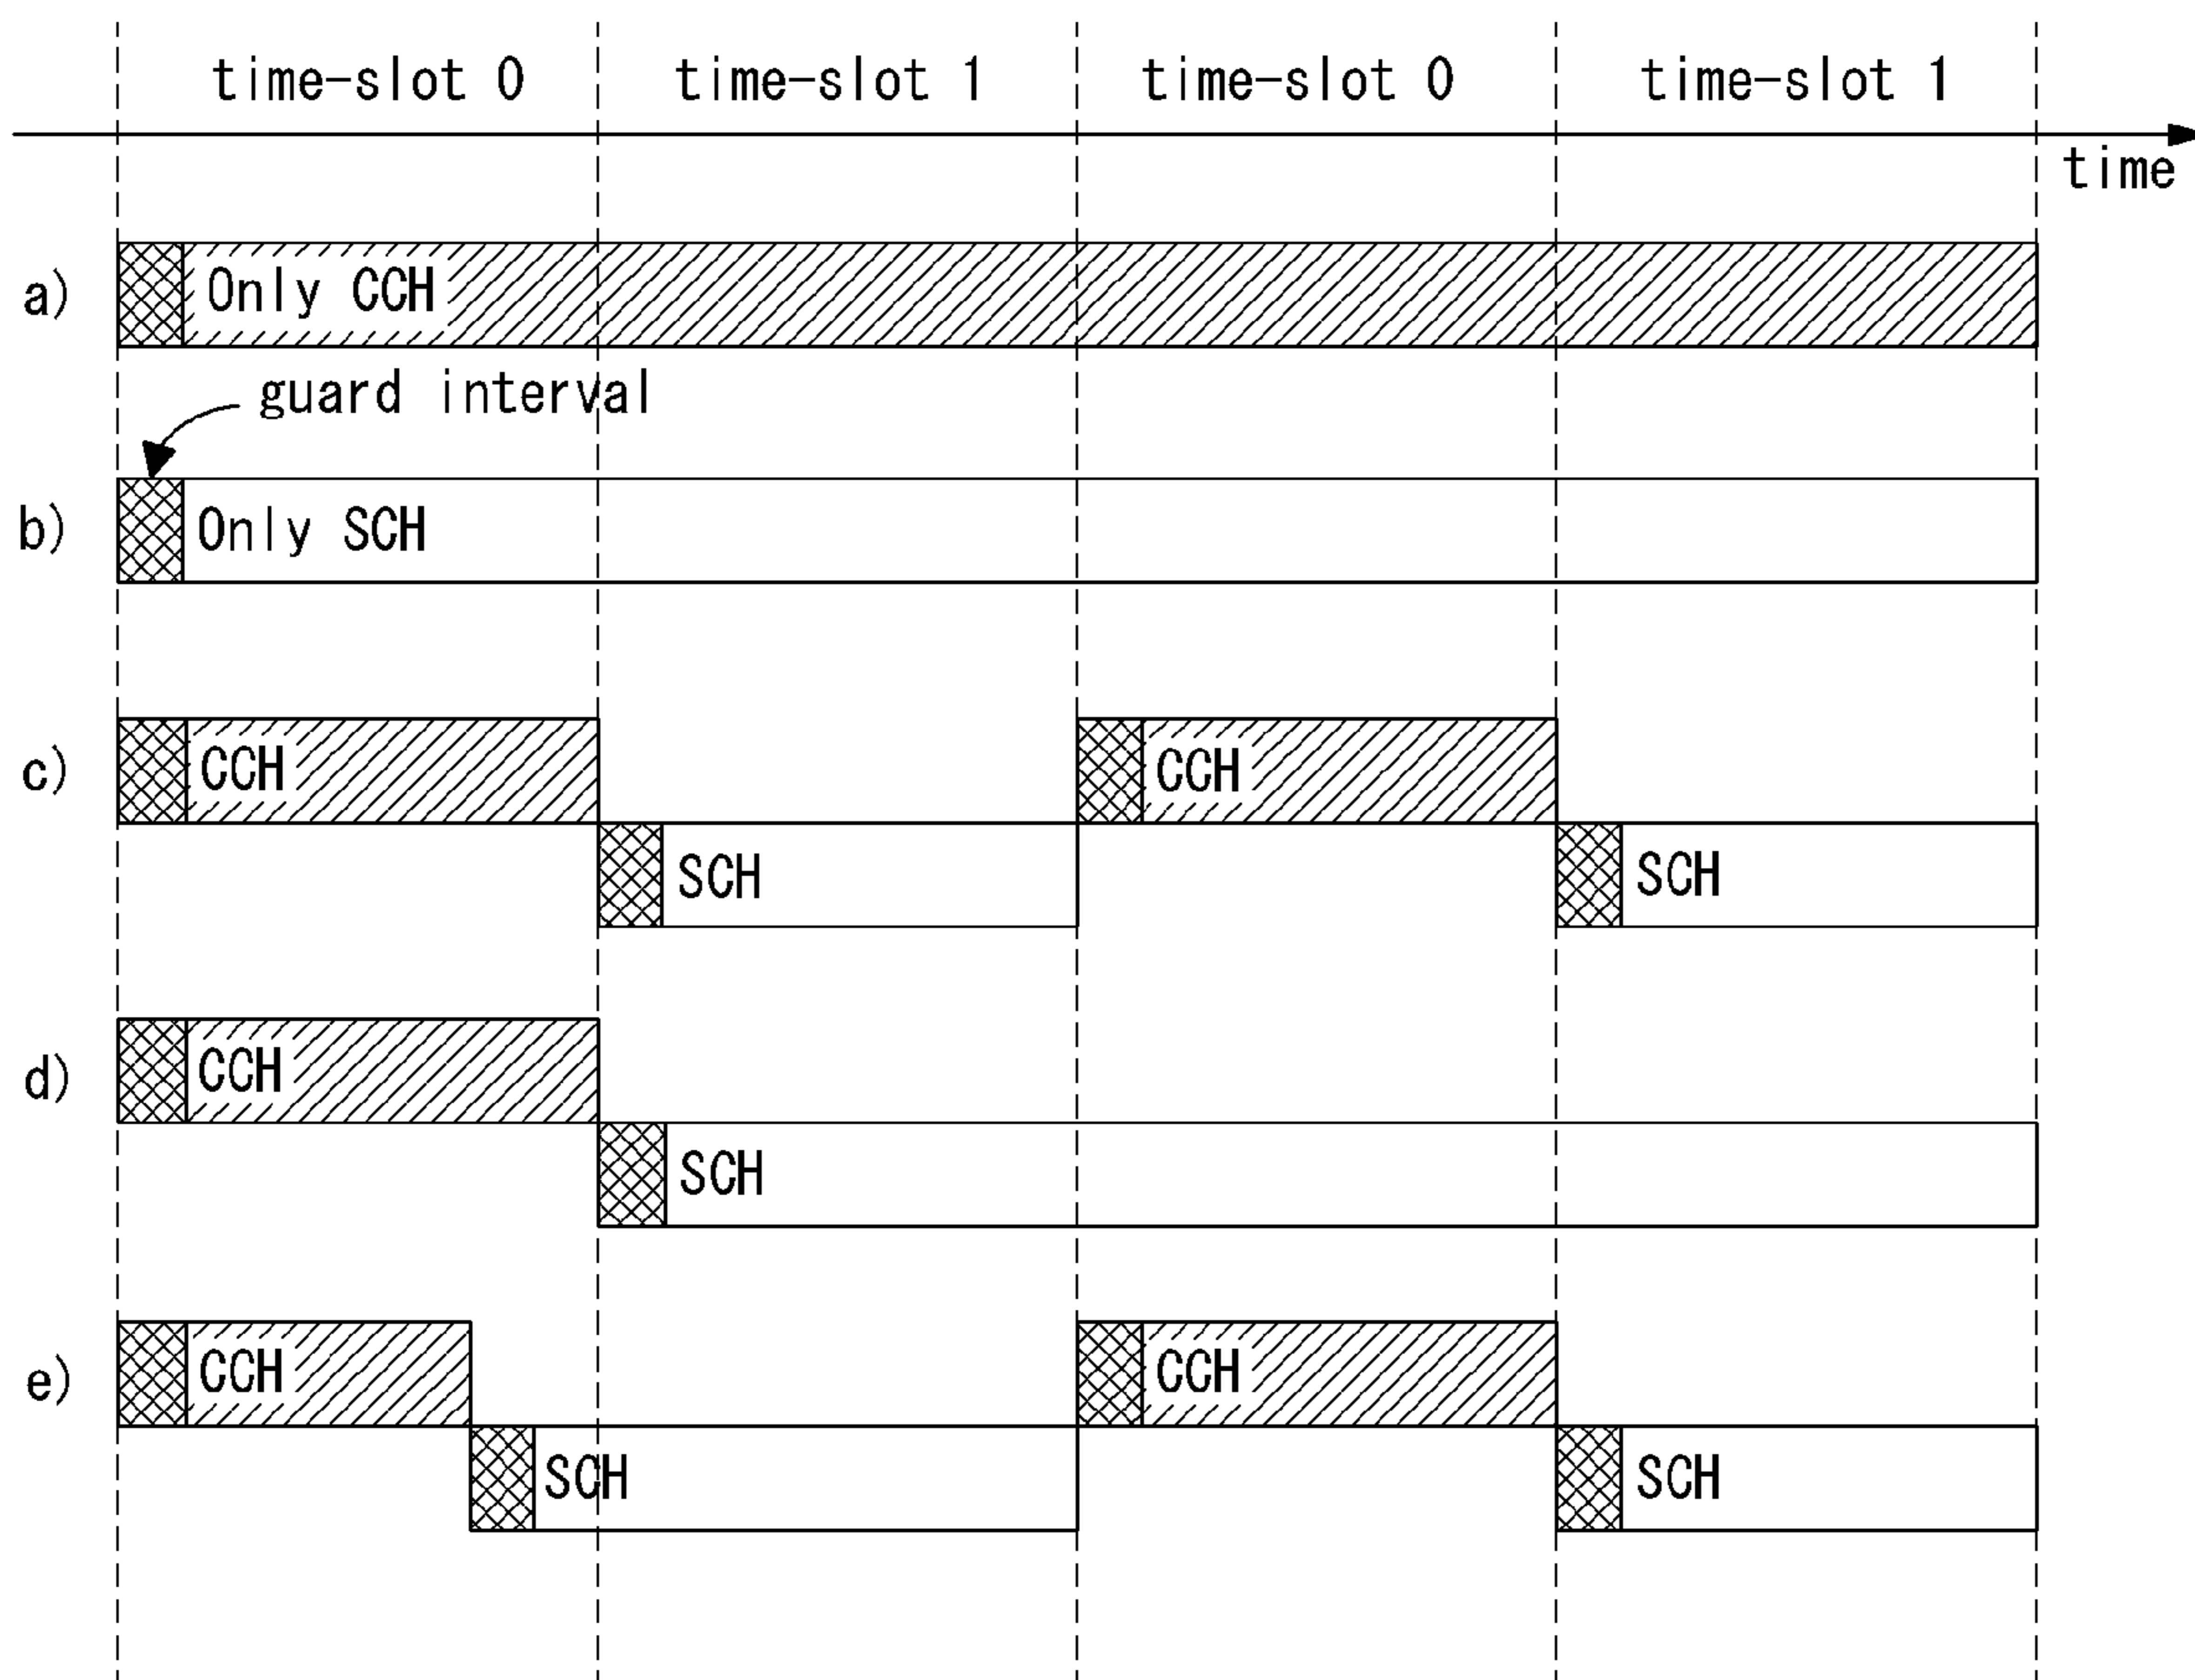 time-slot 0 time-slot 1 time-slot 0 time-slot 1
time
a) Only CCH
guard interval
b) Only SCH
c) CCH CCH
SCH SCH
d) CCH
SCH
e) CCH CCH
SCH SCH